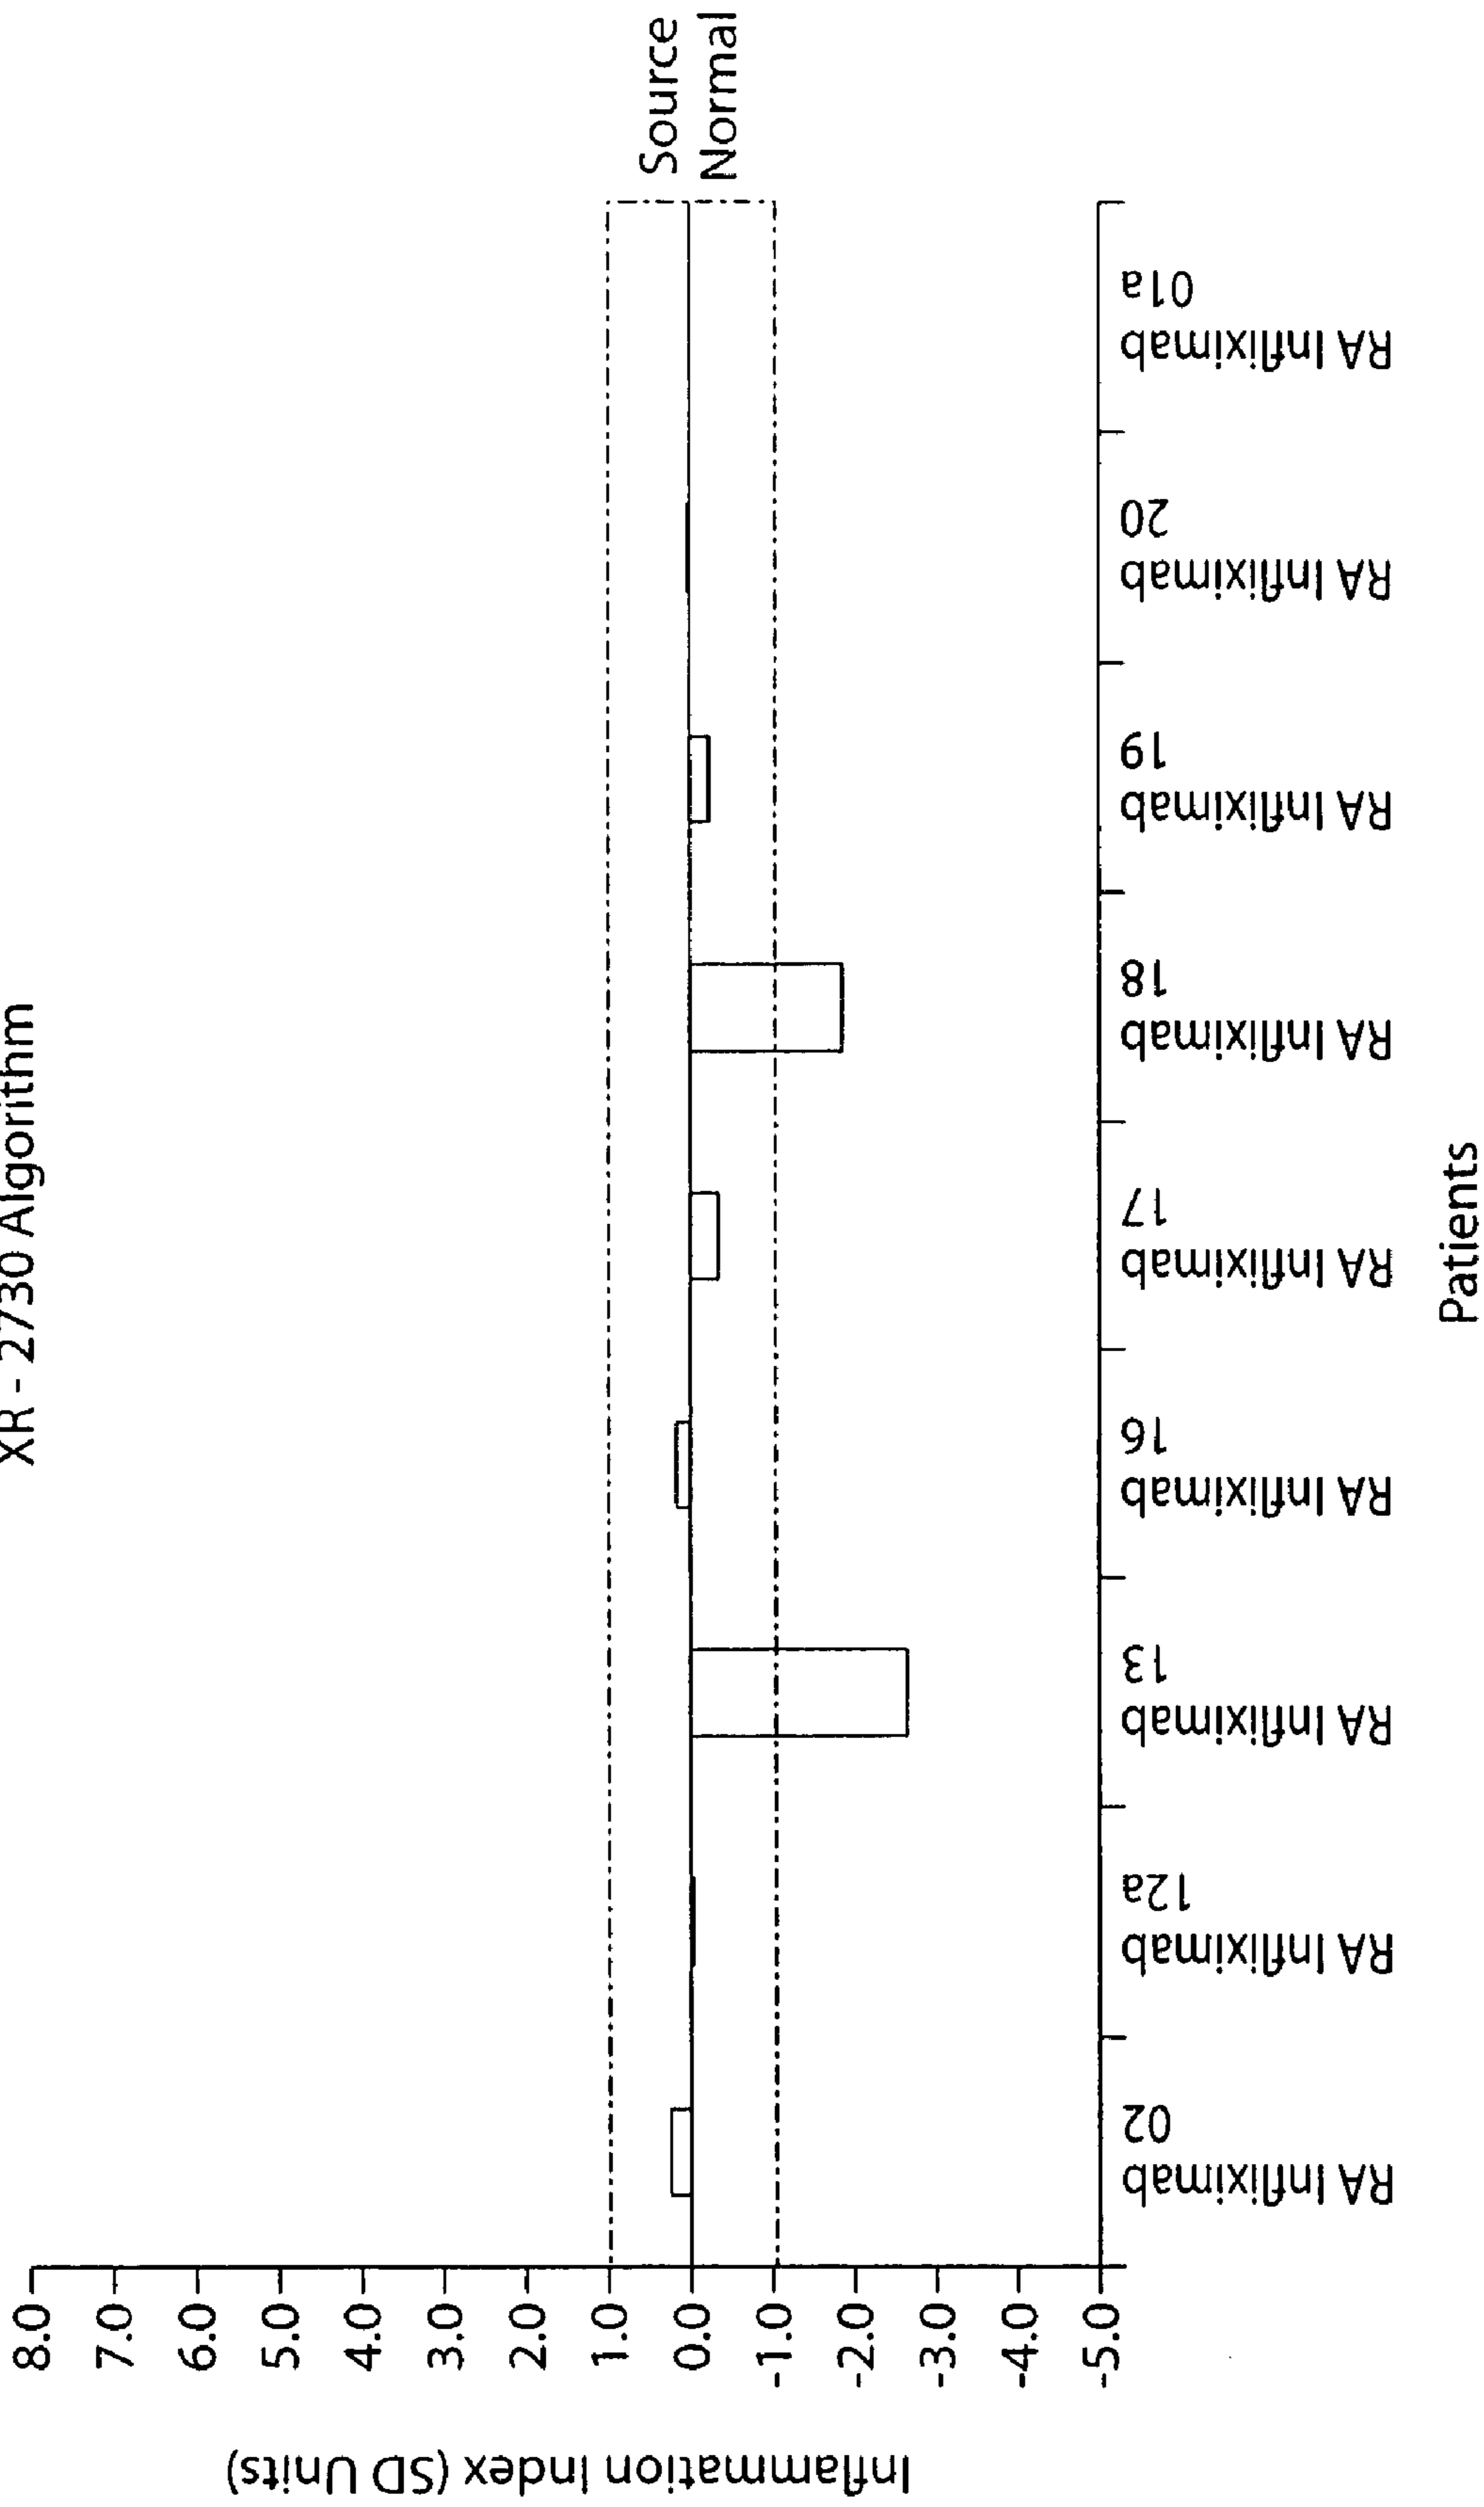 XR - 2730 Algorithm
Inflammation Index (SD Units)
8.0
7.0
6.0
5.0
4.0
3.0
2.0
1.0
0.0
-1.0
-2.0
-3.0
-4.0
-5.0
Source
Normal
RA Infliximab
02
RA Infliximab
12a
RA Infliximab
13
RA Infliximab
16
RA Infliximab
17
RA Infliximab
18
RA Infliximab
19
RA Infliximab
20
RA Infliximab
01a
Patients